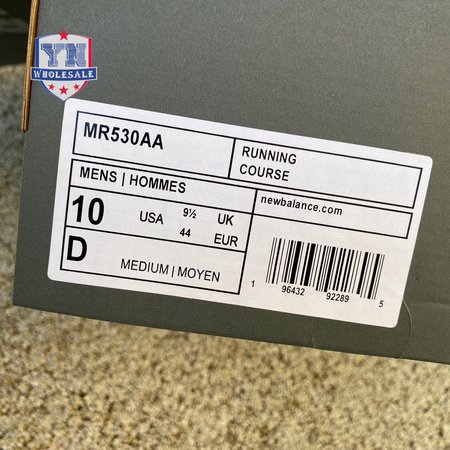 YN
WHOLESALE
MR530AA
RUNNING
COURSE
MENS | HOMMES
newbalance.com
10 USA 9½ UK
44 EUR
D MEDIUM | MOYEN
1 96432 92289 5